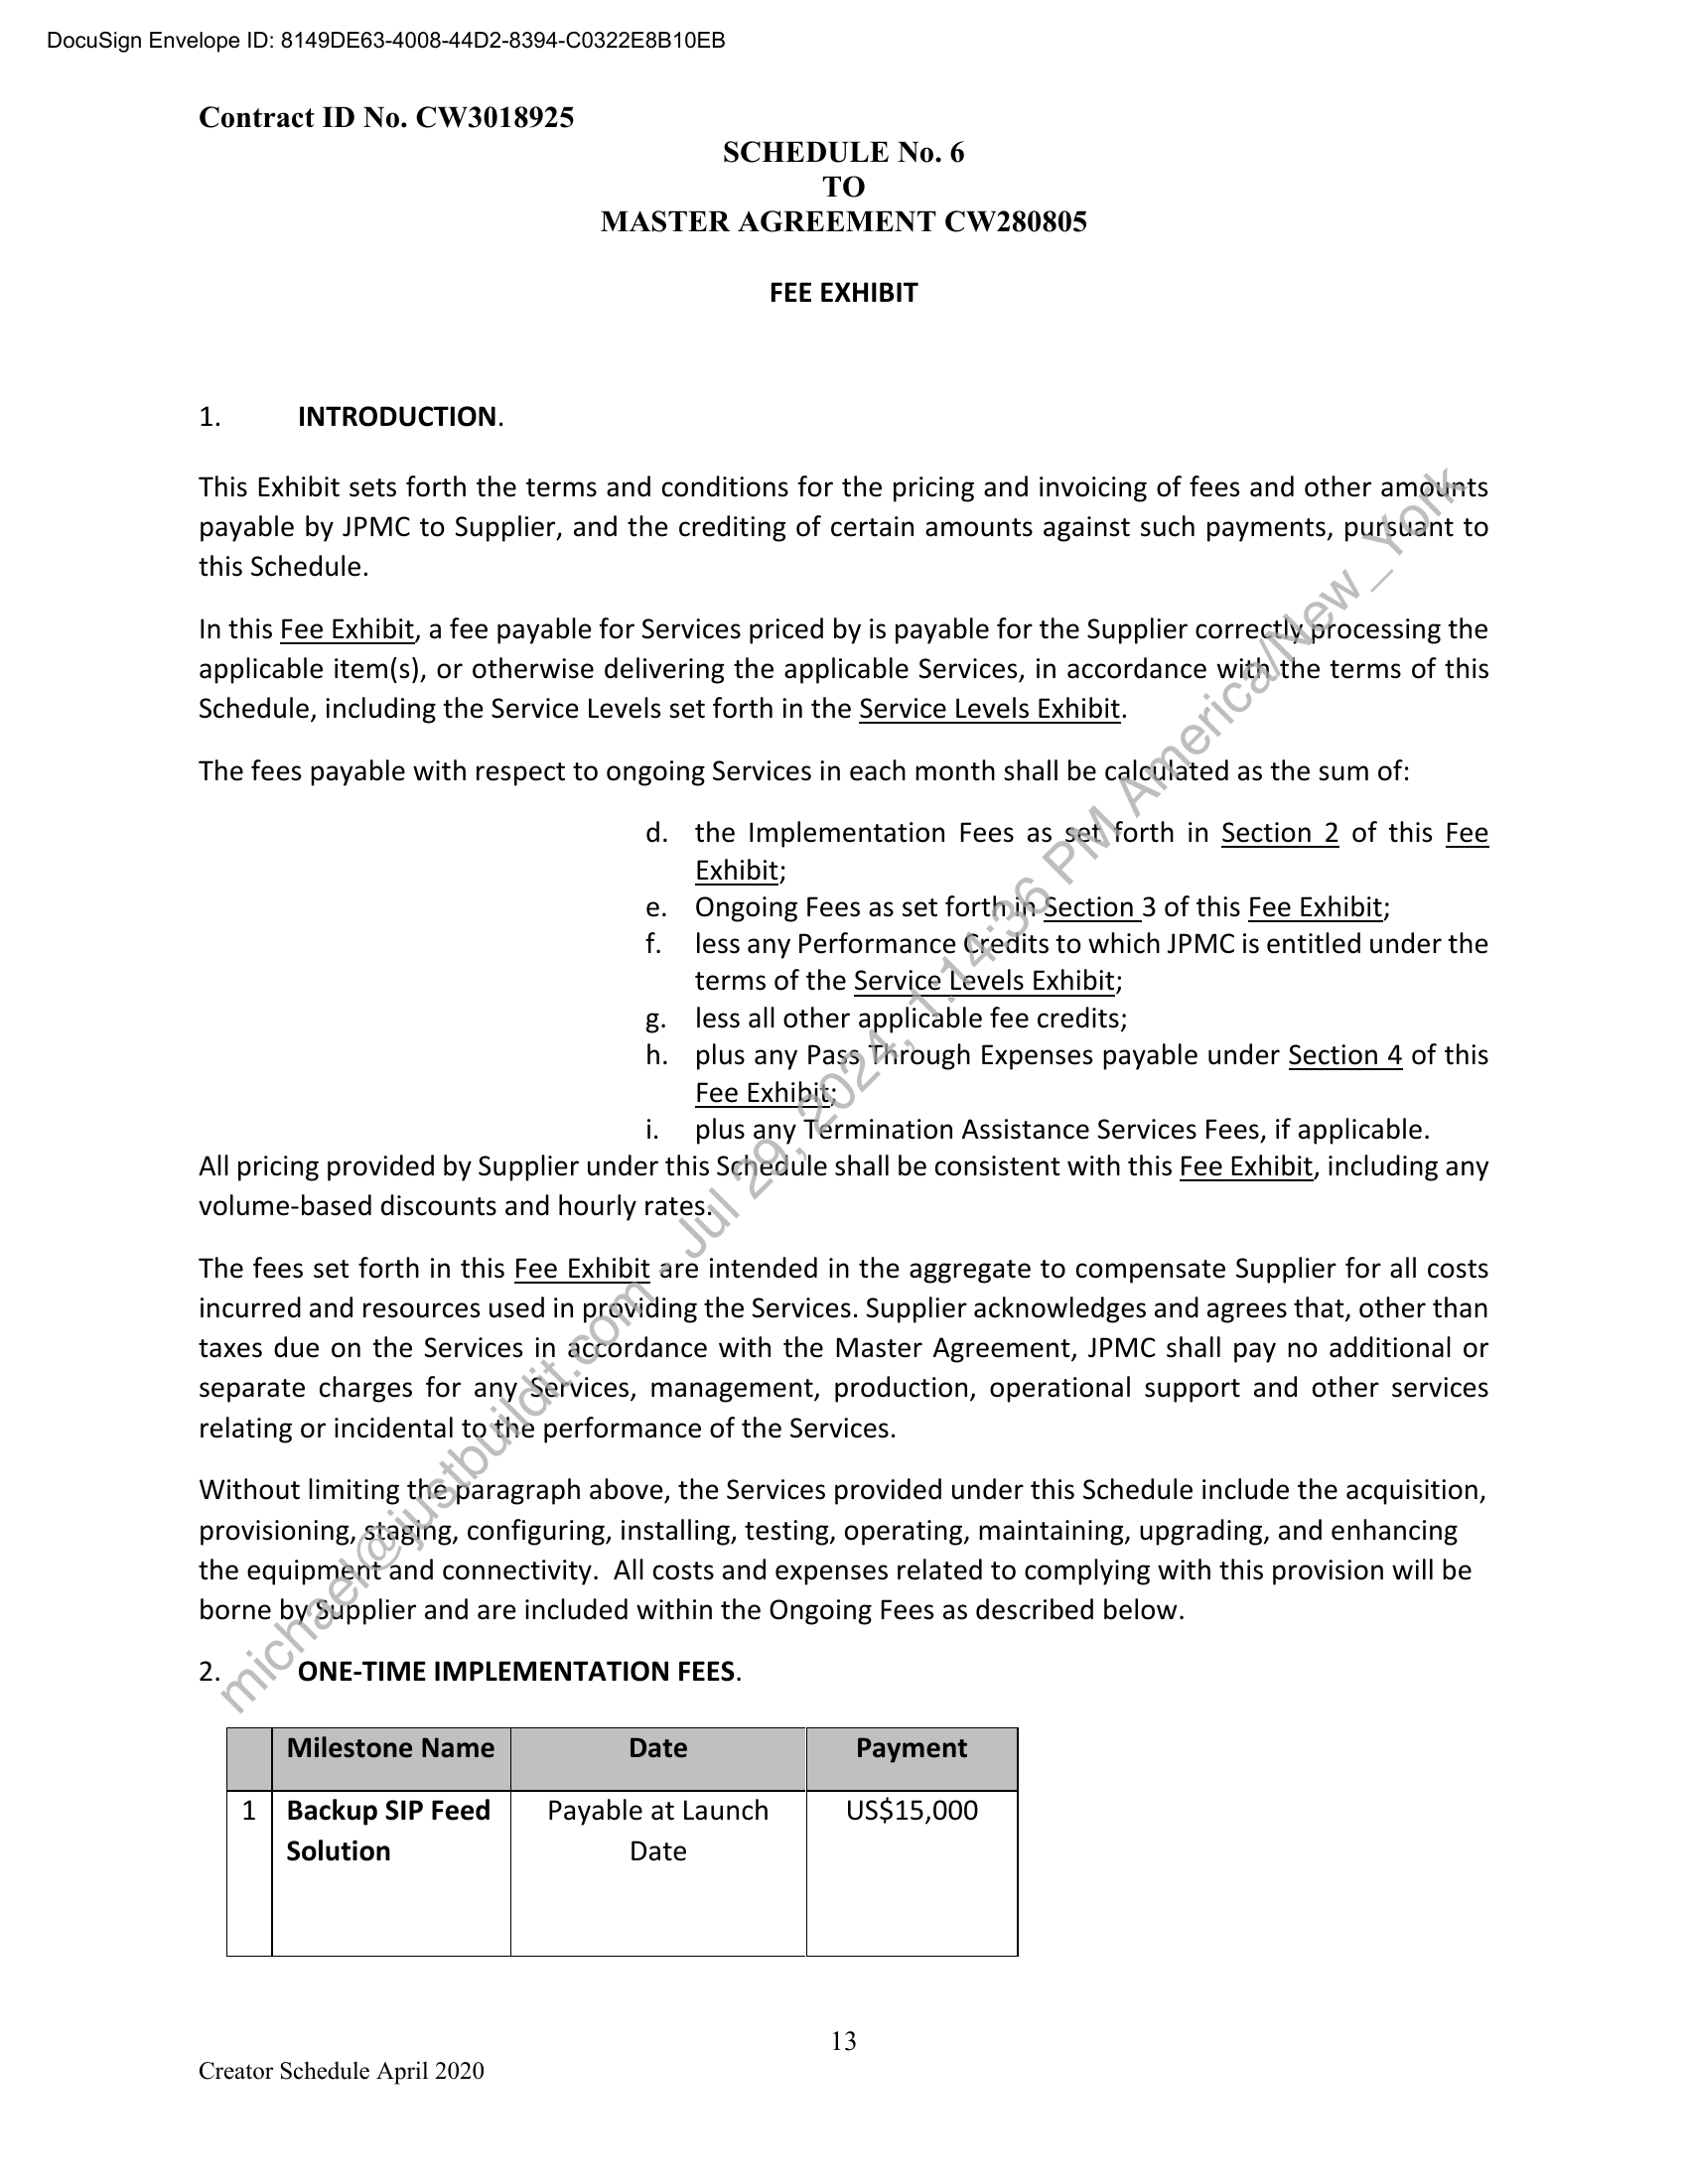 DocuSign Envelope ID: 8149DE63-4008-44D2-8394-C0322E8B10EB
Contract ID No. CW3018925
SCHEDULE No. 6
TO
MASTER AGREEMENT CW280805
FEE EXHIBIT
1. INTRODUCTION.
This Exhibit sets forth the terms and conditions for the pricing and invoicing of fees and other amounts
payable by JPMC to Supplier, and the crediting of certain amounts against such payments, pursuant to
this Schedule.
In this Fee Exhibit, a fee payable for Services priced by is payable for the Supplier correctly processing the
applicable item(s), or otherwise delivering the applicable Services, in accordance with the terms of this
Schedule, including the Service Levels set forth in the Service Levels Exhibit.
The fees payable with respect to ongoing Services in each month shall be calculated as the sum of:
d. the Implementation Fees as set forth in Section 2 of this Fee
Exhibit;
e. Ongoing Fees as set forth in Section 3 of this Fee Exhibit;
f. less any Performance Credits to which JPMC is entitled under the
terms of the Service Levels Exhibit;
g. less all other applicable fee credits;
h. plus any Pass Through Expenses payable under Section 4 of this
Fee Exhibit;
i. plus any Termination Assistance Services Fees, if applicable.
All pricing provided by Supplier under this Schedule shall be consistent with this Fee Exhibit, including any
volume-based discounts and hourly rates.
The fees set forth in this Fee Exhibit are intended in the aggregate to compensate Supplier for all costs
incurred and resources used in providing the Services. Supplier acknowledges and agrees that, other than
taxes due on the Services in accordance with the Master Agreement, JPMC shall pay no additional or
separate charges for any Services, management, production, operational support and other services
relating or incidental to the performance of the Services.
Without limiting the paragraph above, the Services provided under this Schedule include the acquisition,
provisioning, staging, configuring, installing, testing, operating, maintaining, upgrading, and enhancing
the equipment and connectivity.  All costs and expenses related to complying with this provision will be
borne by Supplier and are included within the Ongoing Fees as described below.
2. ONE-TIME IMPLEMENTATION FEES.
Milestone Name Date Payment
1 Backup SIP Feed Payable at Launch US$15,000
Solution Date
13
Creator Schedule April 2020
michael@justbuildit.com - Jul 29, 2024, 1:14:36 PM America/New_York